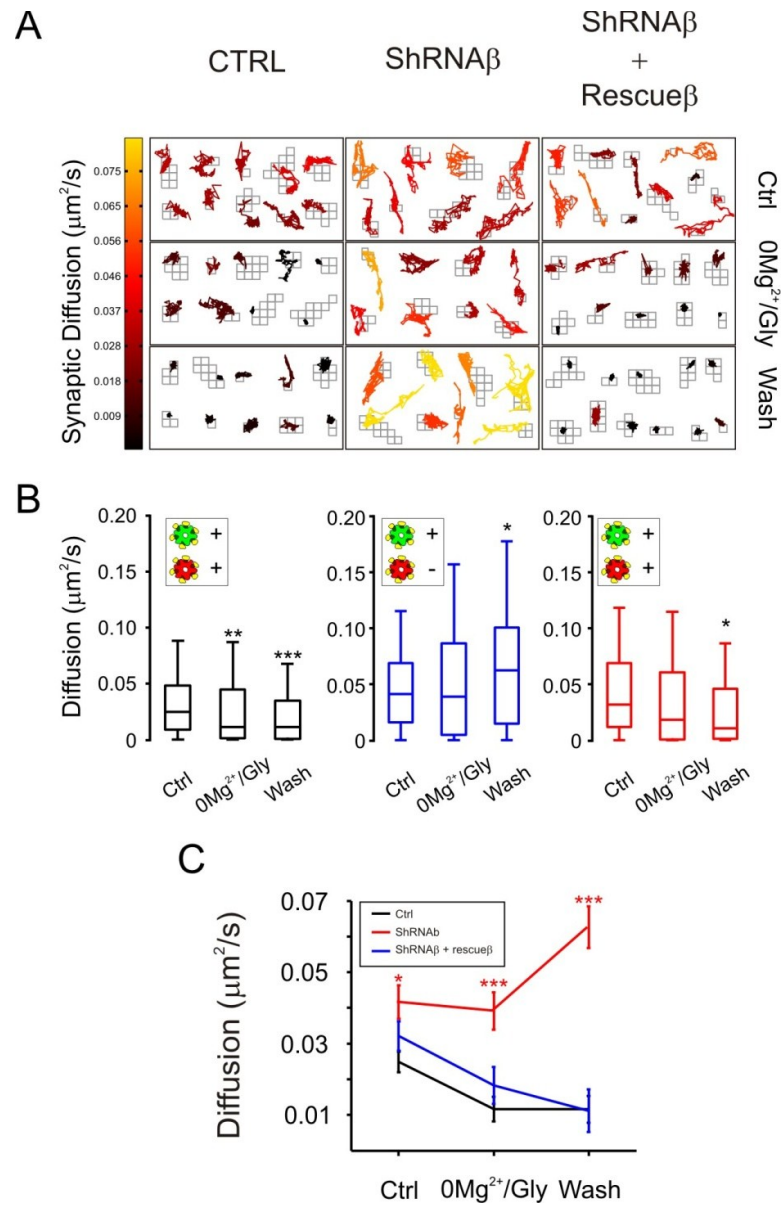 A
CTRL
ShRNAβ
ShRNAβ
+
Rescueβ
Synaptic Diffusion (μm²/s)
0.075
0.065
0.056
0.046
0.037
0.028
0.018
0.009
Ctrl
0Mg²⁺/Gly
Wash
B
Diffusion (μm²/s)
0.20
0.15
0.10
0.05
0
+
+
**
***
Ctrl
0Mg²⁺/Gly
Wash
0.20
0.15
0.10
0.05
0
+
-
*
Ctrl
0Mg²⁺/Gly
Wash
0.20
0.15
0.10
0.05
0
+
+
*
Ctrl
0Mg²⁺/Gly
Wash
C
Diffusion (μm²/s)
0.07
0.05
0.03
0.01
Ctrl
ShRNAb
ShRNAβ + rescueβ
*
***
***
Ctrl 0Mg²⁺/Gly Wash